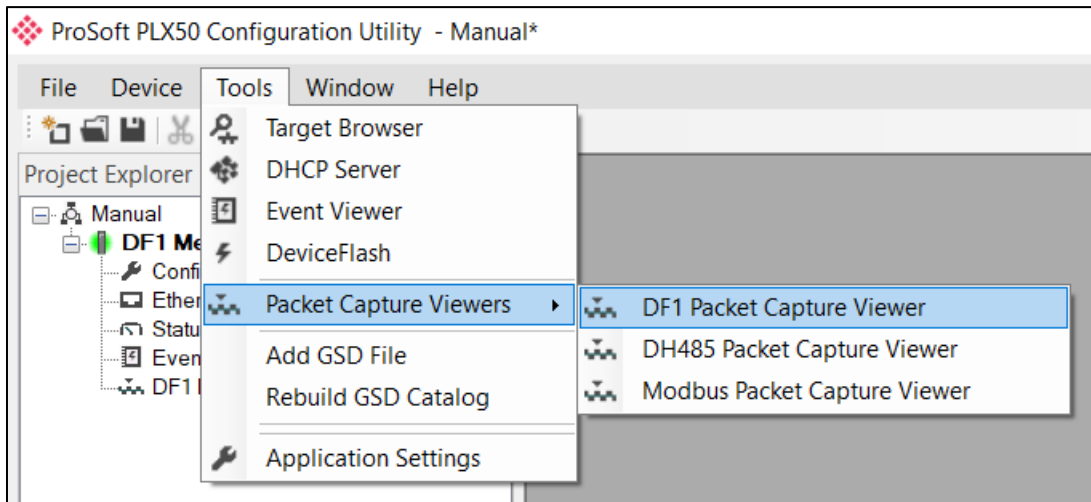 ProSoft PLX50 Configuration Utility - Manual*
File Device Tools Window Help
Project Explorer
Manual
DF1 Me
Confi
Ether
Statu
Even
DF1
Target Browser
DHCP Server
Event Viewer
DeviceFlash
Packet Capture Viewers
Add GSD File
Rebuild GSD Catalog
Application Settings
DF1 Packet Capture Viewer
DH485 Packet Capture Viewer
Modbus Packet Capture Viewer